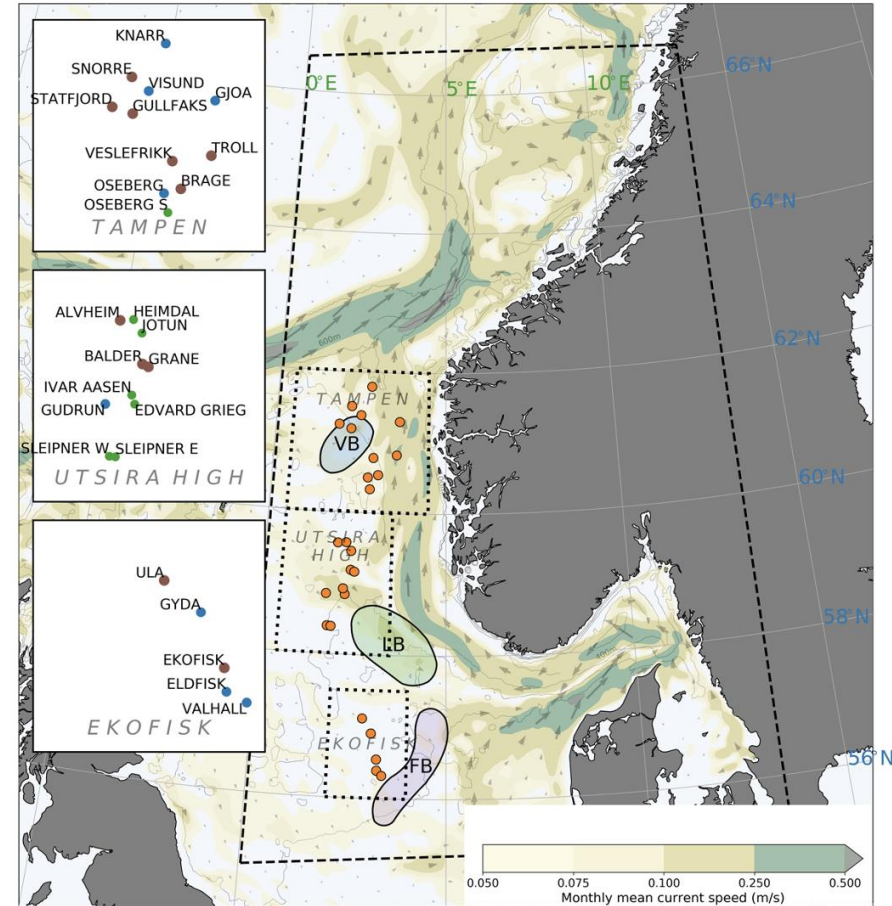 KNARR
SNORRE
VISUND
STATFJORD
GULLFAKS
GJOA
VESLEFRIKK
TROLL
OSEBERG
BRAGE
OSEBERG S
TAMPEN
ALVHEIM
HEIMDAL
JOTUN
BALDER
GRANE
IVAR AASEN
GUDRUN
EDVARD GRIEG
SLEIPNER W
SLEIPNER E
UTSIRA HIGH
ULA
GYDA
EKOFISK
ELDFISK
VALHALL
EKOFISK
0°E
5°E
10°E
66°N
64°N
62°N
60°N
58°N
56°N
600m
TAMPEN
VB
UTSIRA
HIGH
LB
EKOFIS
FB
0.050 0.075 0.100 0.250 0.500
Monthly mean current speed (m/s)